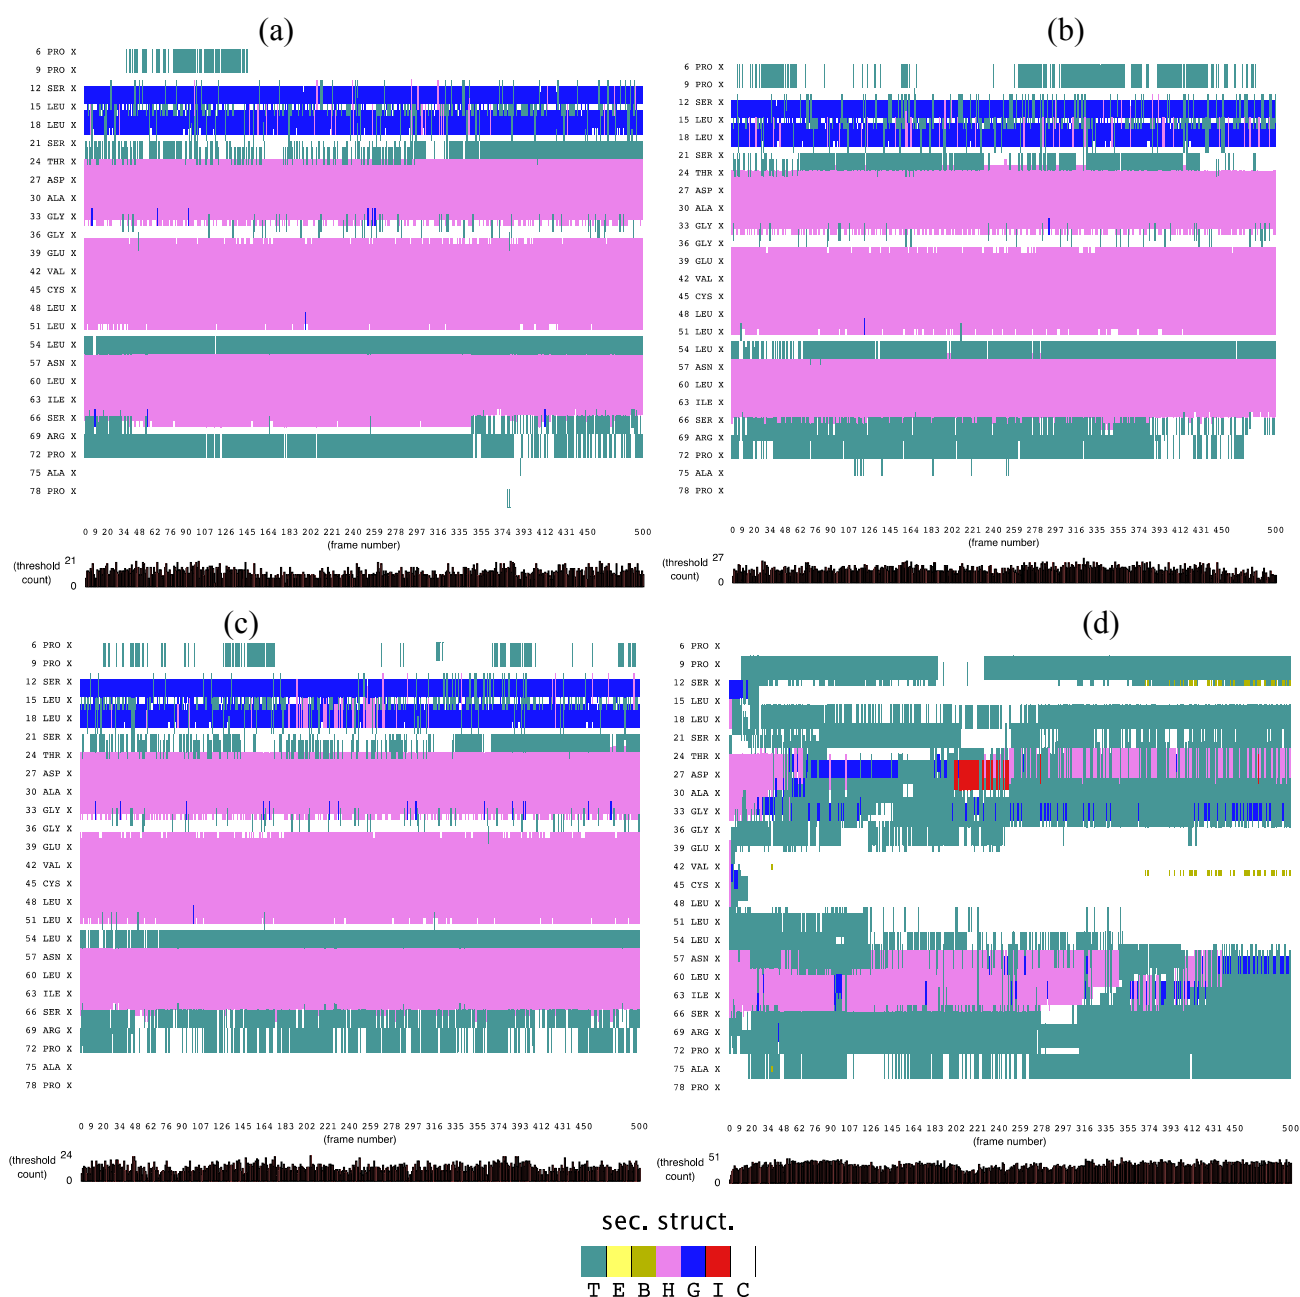 (a)
6 PRO X
9 PRO X
12 SER X
15 LEU X
18 LEU X
21 SER X
24 THR X
27 ASP X
30 ALA X
33 GLY X
36 GLY X
39 GLU X
42 VAL X
45 CYS X
48 LEU X
51 LEU X
54 LEU X
57 ASN X
60 LEU X
63 ILE X
66 SER X
69 ARG X
72 PRO X
75 ALA X
78 PRO X
0 9 20 34 48 62 76 90 107 126 145 164 183 202 221 240 259 278 297 316 335 355 374 393 412 431 450 500
(frame number)
(threshold count)
21
0
(b)
6 PRO X
9 PRO X
12 SER X
15 LEU X
18 LEU X
21 SER X
24 THR X
27 ASP X
30 ALA X
33 GLY X
36 GLY X
39 GLU X
42 VAL X
45 CYS X
48 LEU X
51 LEU X
54 LEU X
57 ASN X
60 LEU X
63 ILE X
66 SER X
69 ARG X
72 PRO X
75 ALA X
78 PRO X
0 9 20 34 48 62 76 90 107 126 145 164 183 202 221 240 259 278 297 316 335 355 374 393 412 431 450 500
(frame number)
(threshold count)
27
0
(c)
6 PRO X
9 PRO X
12 SER X
15 LEU X
18 LEU X
21 SER X
24 THR X
27 ASP X
30 ALA X
33 GLY X
36 GLY X
39 GLU X
42 VAL X
45 CYS X
48 LEU X
51 LEU X
54 LEU X
57 ASN X
60 LEU X
63 ILE X
66 SER X
69 ARG X
72 PRO X
75 ALA X
78 PRO X
0 9 20 34 48 62 76 90 107 126 145 164 183 202 221 240 259 278 297 316 335 355 374 393 412 431 450 500
(frame number)
(threshold count)
24
0
(d)
6 PRO X
9 PRO X
12 SER X
15 LEU X
18 LEU X
21 SER X
24 THR X
27 ASP X
30 ALA X
33 GLY X
36 GLY X
39 GLU X
42 VAL X
45 CYS X
48 LEU X
51 LEU X
54 LEU X
57 ASN X
60 LEU X
63 ILE X
66 SER X
69 ARG X
72 PRO X
75 ALA X
78 PRO X
0 9 20 34 48 62 76 90 107 126 145 164 183 202 221 240 259 278 297 316 335 355 374 393 412 431 450 500
(frame number)
(threshold count)
51
0
sec. struct.
T E B H G I C